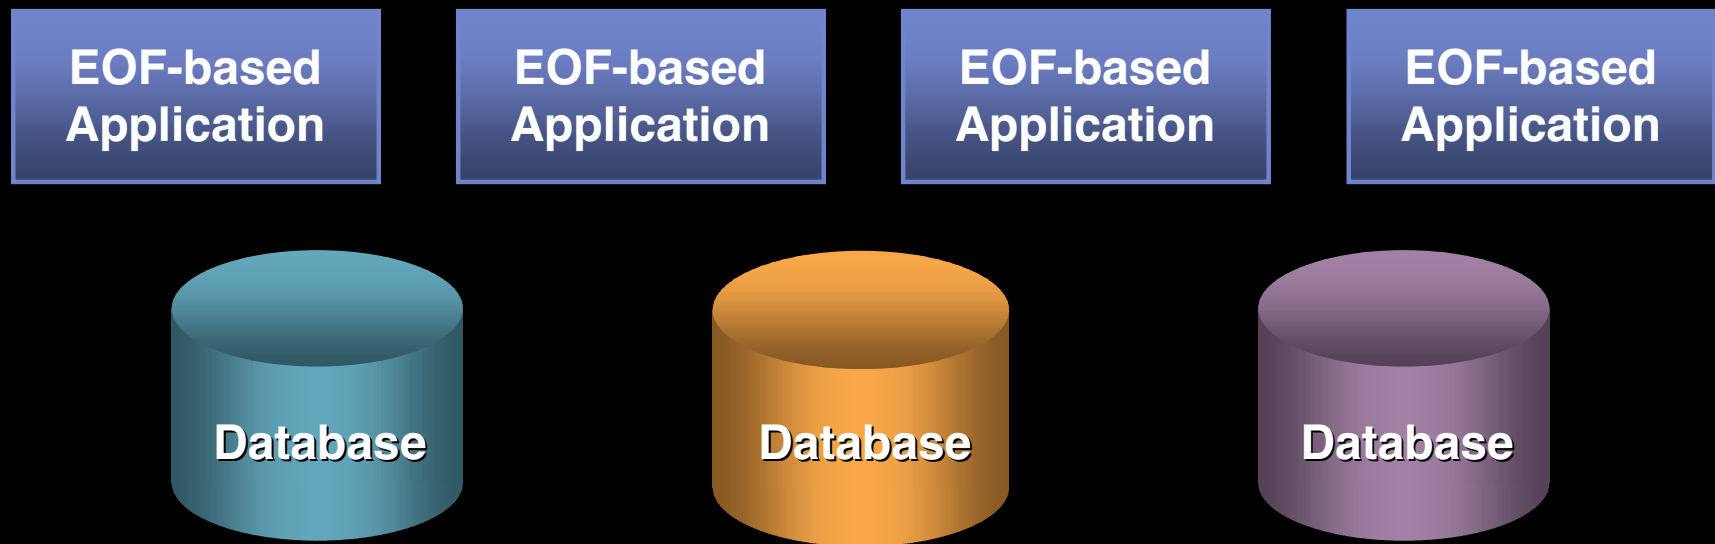 EOF-based
Application
EOF-based
Application
EOF-based
Application
EOF-based
Application
Database
Database
Database